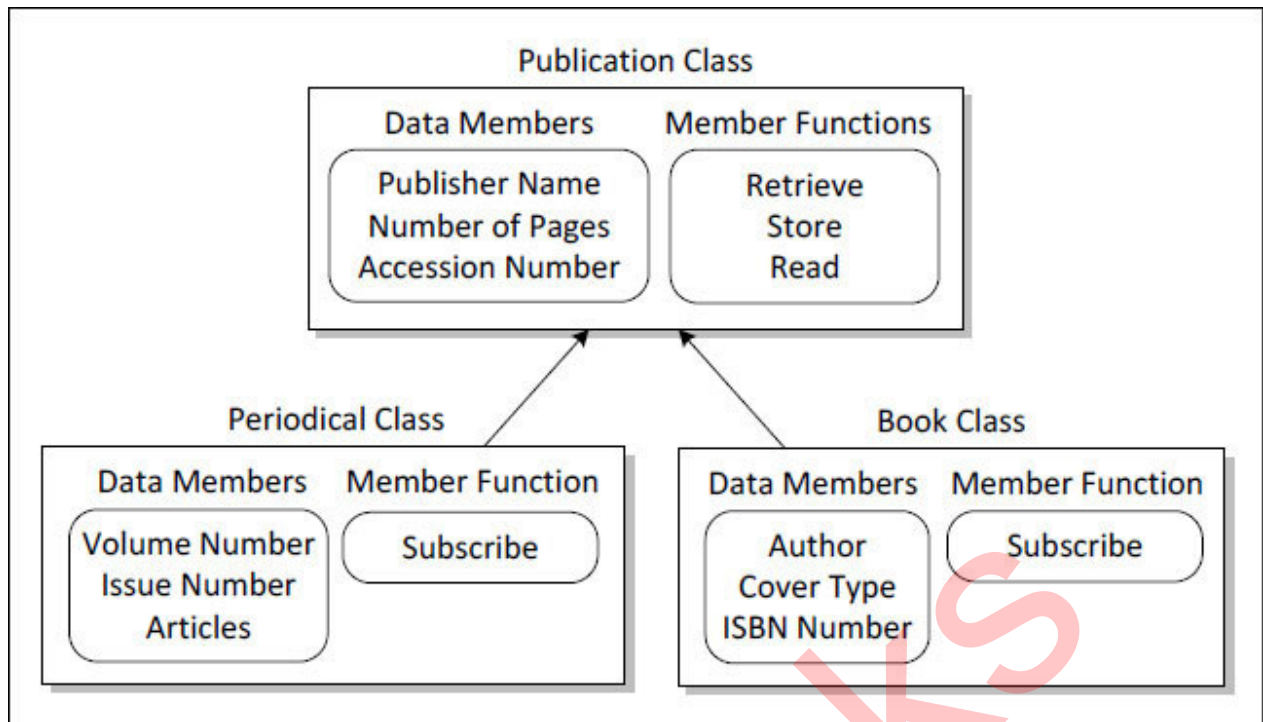 Publication Class
Data Members
Member Functions
Publisher Name
Number of Pages
Accession Number
Retrieve
Store
Read
Periodical Class
Data Members
Member Function
Volume Number
Issue Number
Articles
Subscribe
Book Class
Data Members
Member Function
Author
Cover Type
ISBN Number
Subscribe
KS